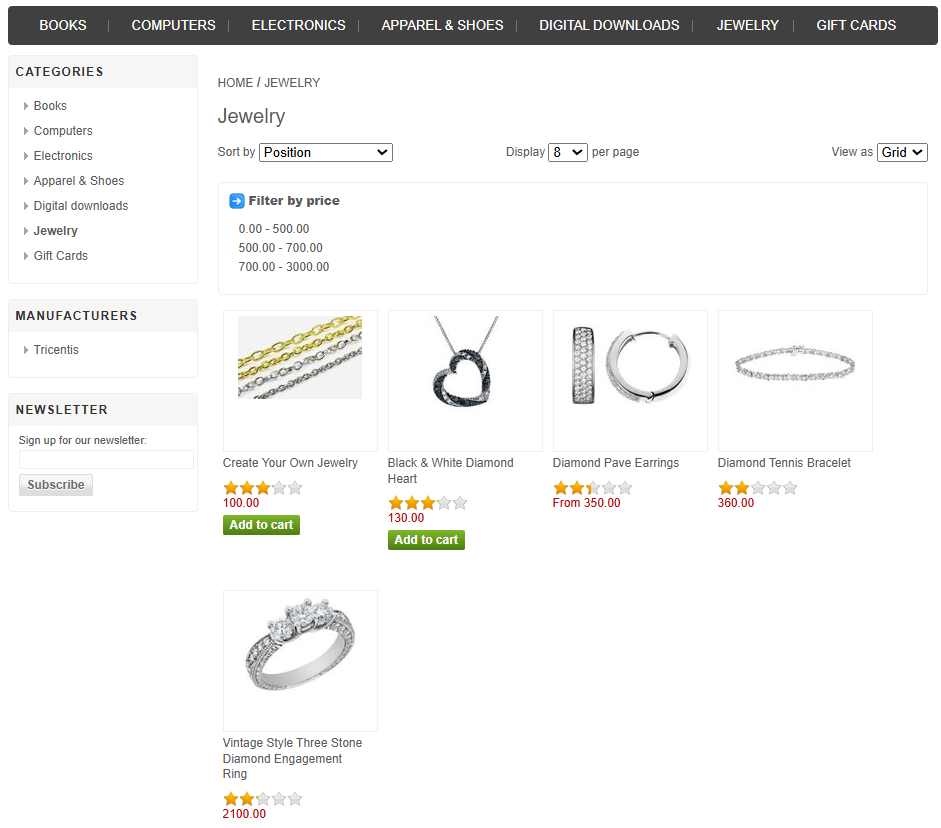 BOOKS COMPUTERS ELECTRONICS APPAREL & SHOES DIGITAL DOWNLOADS JEWELRY GIFT CARDS
CATEGORIES
Books
Computers
Electronics
Apparel & Shoes
Digital downloads
Jewelry
Gift Cards
MANUFACTURERS
Tricentis
NEWSLETTER
Sign up for our newsletter:
Subscribe
HOME / JEWELRY
Jewelry
Sort by Position Display 8 per page View as Grid
Filter by price
0.00 - 500.00
500.00 - 700.00
700.00 - 3000.00
Create Your Own Jewelry
100.00
Add to cart
Black & White Diamond
Heart
130.00
Add to cart
Diamond Pave Earrings
From 350.00
Diamond Tennis Bracelet
360.00
Vintage Style Three Stone
Diamond Engagement
Ring
2100.00